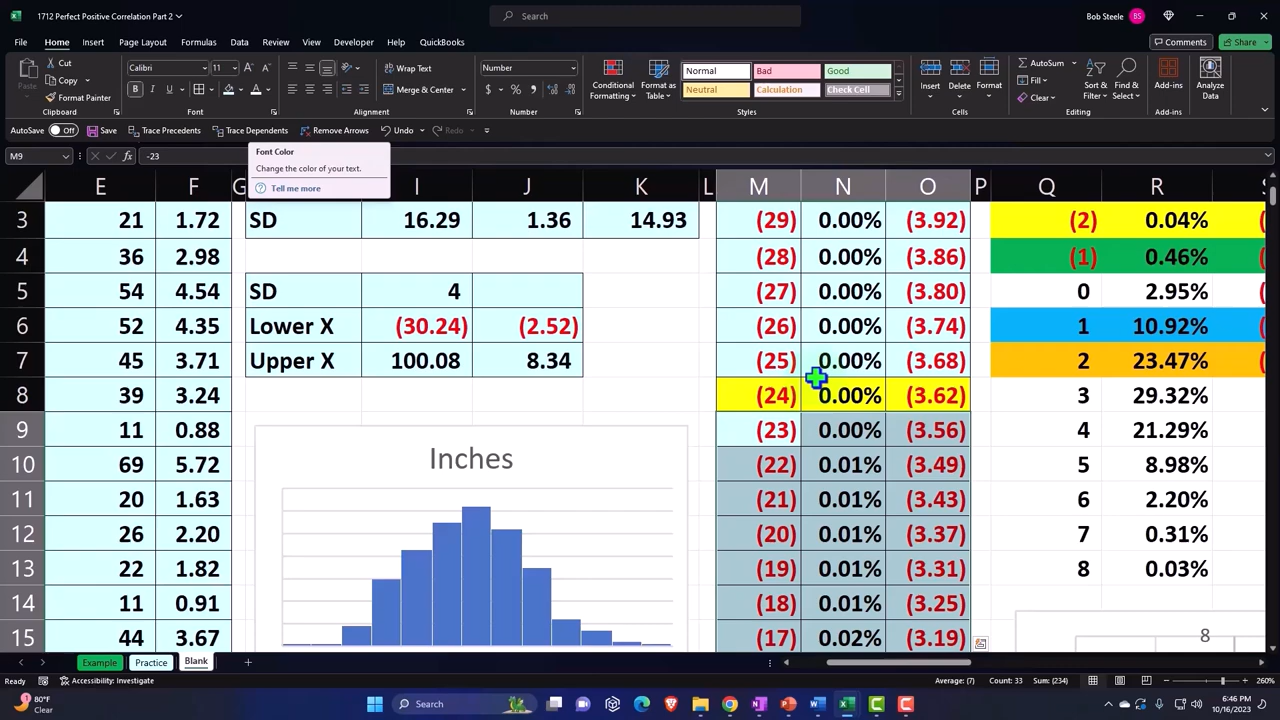 1712 Perfect Positive Correlation Part 2
Search
Bob Steele
BS
File Home Insert Page Layout Formulas Data Review View Developer Help QuickBooks
Comments Share
Cut
Copy
Format Painter
Paste
Clipboard
Calibri 11
B I U
Font
Wrap Text
Merge & Center
Alignment
Number
$ % 9
Number
Conditional Formatting
Format as Table
Normal Bad Good
Neutral Calculation Check Cell
Styles
Insert Delete Format
Cells
AutoSum
Fill
Clear
Sort & Filter
Find & Select
Editing
Add-ins
Add-ins
Analyze Data
AutoSave Off Save Trace Precedents Trace Dependents Remove Arrows Undo Redo
M9 fx -23
Font Color
Change the color of your text.
Tell me more
E F G I J K L M N O P Q R
3 21 1.72 SD 16.29 1.36 14.93 (29) 0.00% (3.92) (2) 0.04%
4 36 2.98 (28) 0.00% (3.86) (1) 0.46%
5 54 4.54 SD 4 (27) 0.00% (3.80) 0 2.95%
6 52 4.35 Lower X (30.24) (2.52) (26) 0.00% (3.74) 1 10.92%
7 45 3.71 Upper X 100.08 8.34 (25) 0.00% (3.68) 2 23.47%
8 39 3.24 (24) 0.00% (3.62) 3 29.32%
9 11 0.88 (23) 0.00% (3.56) 4 21.29%
10 69 5.72 (22) 0.01% (3.49) 5 8.98%
11 20 1.63 (21) 0.01% (3.43) 6 2.20%
12 26 2.20 (20) 0.01% (3.37) 7 0.31%
13 22 1.82 (19) 0.01% (3.31) 8 0.03%
14 11 0.91 (18) 0.01% (3.25)
15 44 3.67 (17) 0.02% (3.19)
Inches
8
Example Practice Blank
Ready Accessibility: Investigate Average: (7) Count: 33 Sum: (234) 260%
80°F
Clear
Search
6:46 PM
10/16/2023